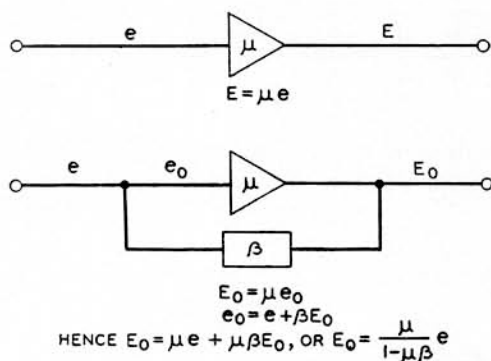 e E
μ
E = μe
e e₀ E₀
μ
β
E₀ = μe₀
e₀ = e + βE₀
HENCE E₀ = μe + μβE₀, OR E₀ = μ/(1-μβ) e